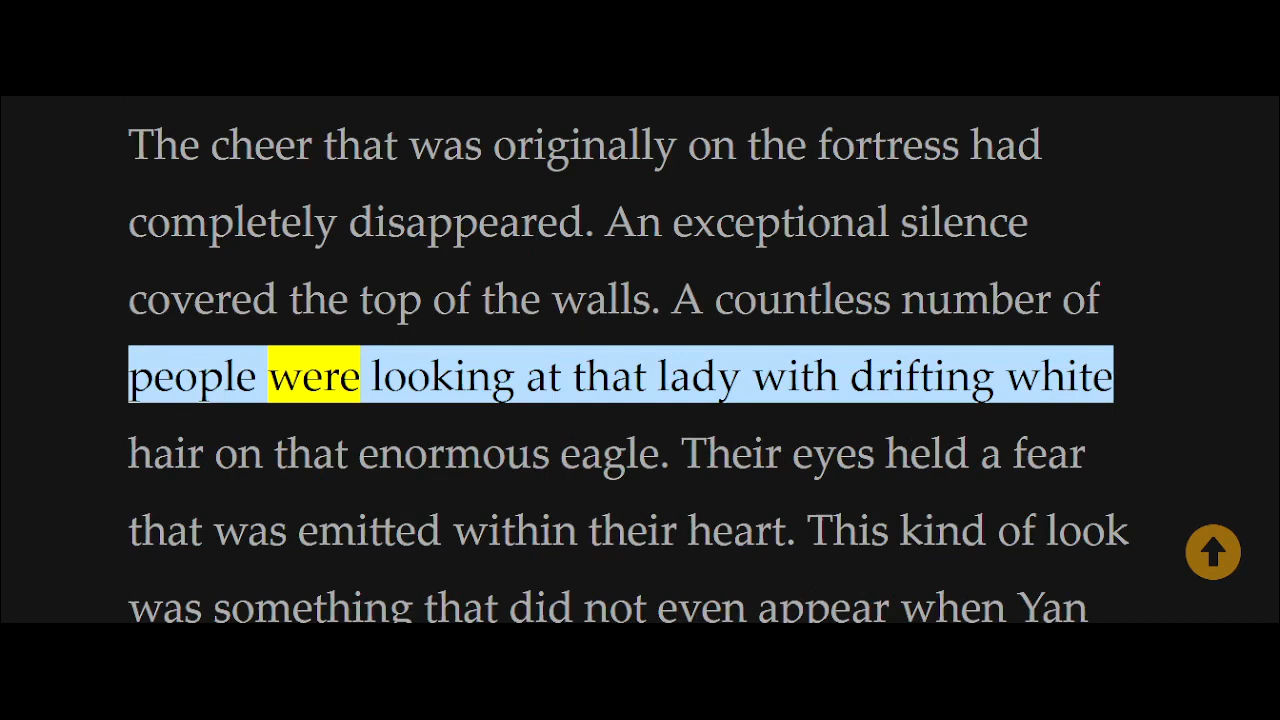 The cheer that was originally on the fortress had
completely disappeared. An exceptional silence
covered the top of the walls. A countless number of
people were looking at that lady with drifting white
hair on that enormous eagle. Their eyes held a fear
that was emitted within their heart. This kind of look
was something that did not even appear when Yan